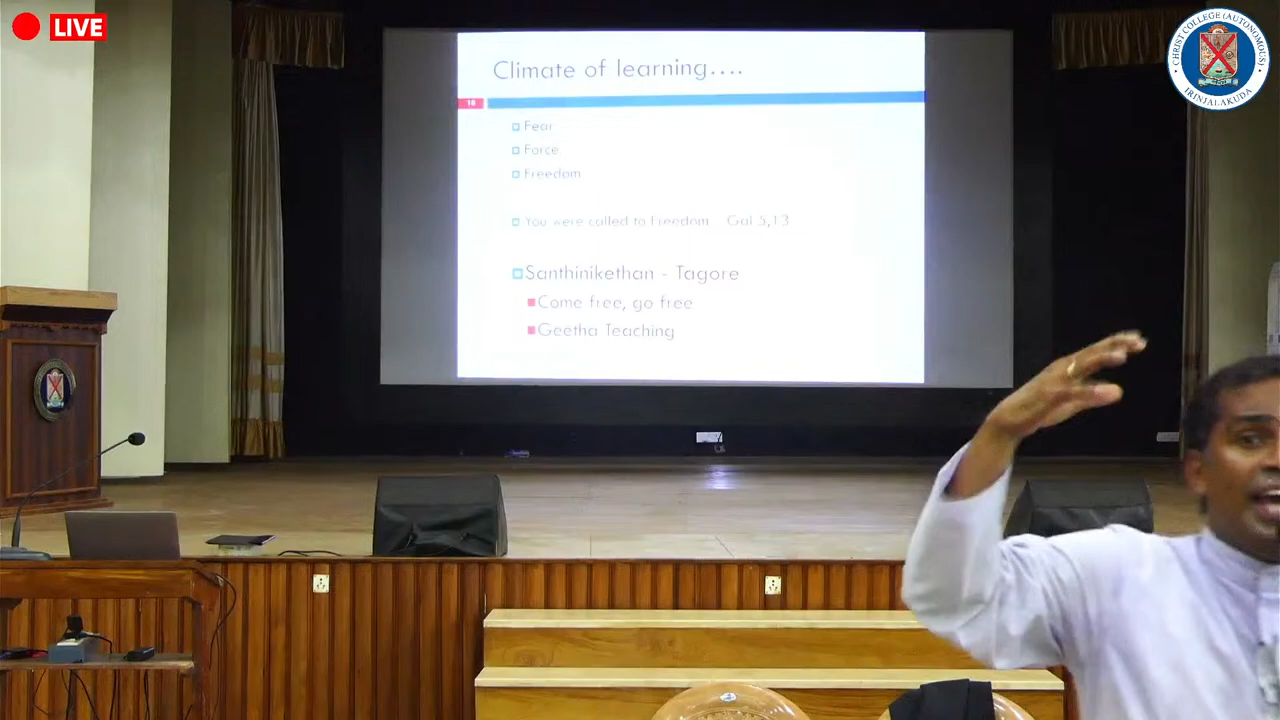 LIVE
CHRIST COLLEGE (AUTONOMOUS)
IRINJALAKUDA
Climate of learning....
18
Fear
Force
Freedom
You were called to Freedom Gal 5,13
Santhinikethan - Tagore
Come free, go free
Geetha Teaching